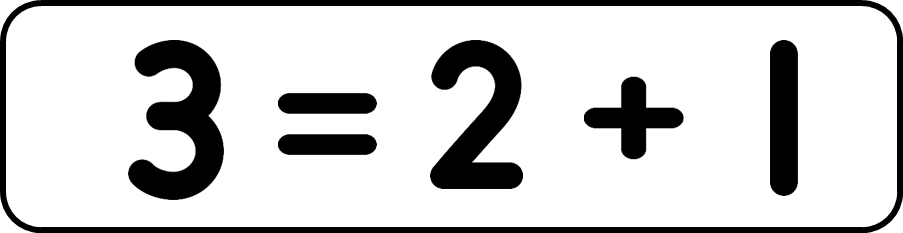 3 = 2 + 1